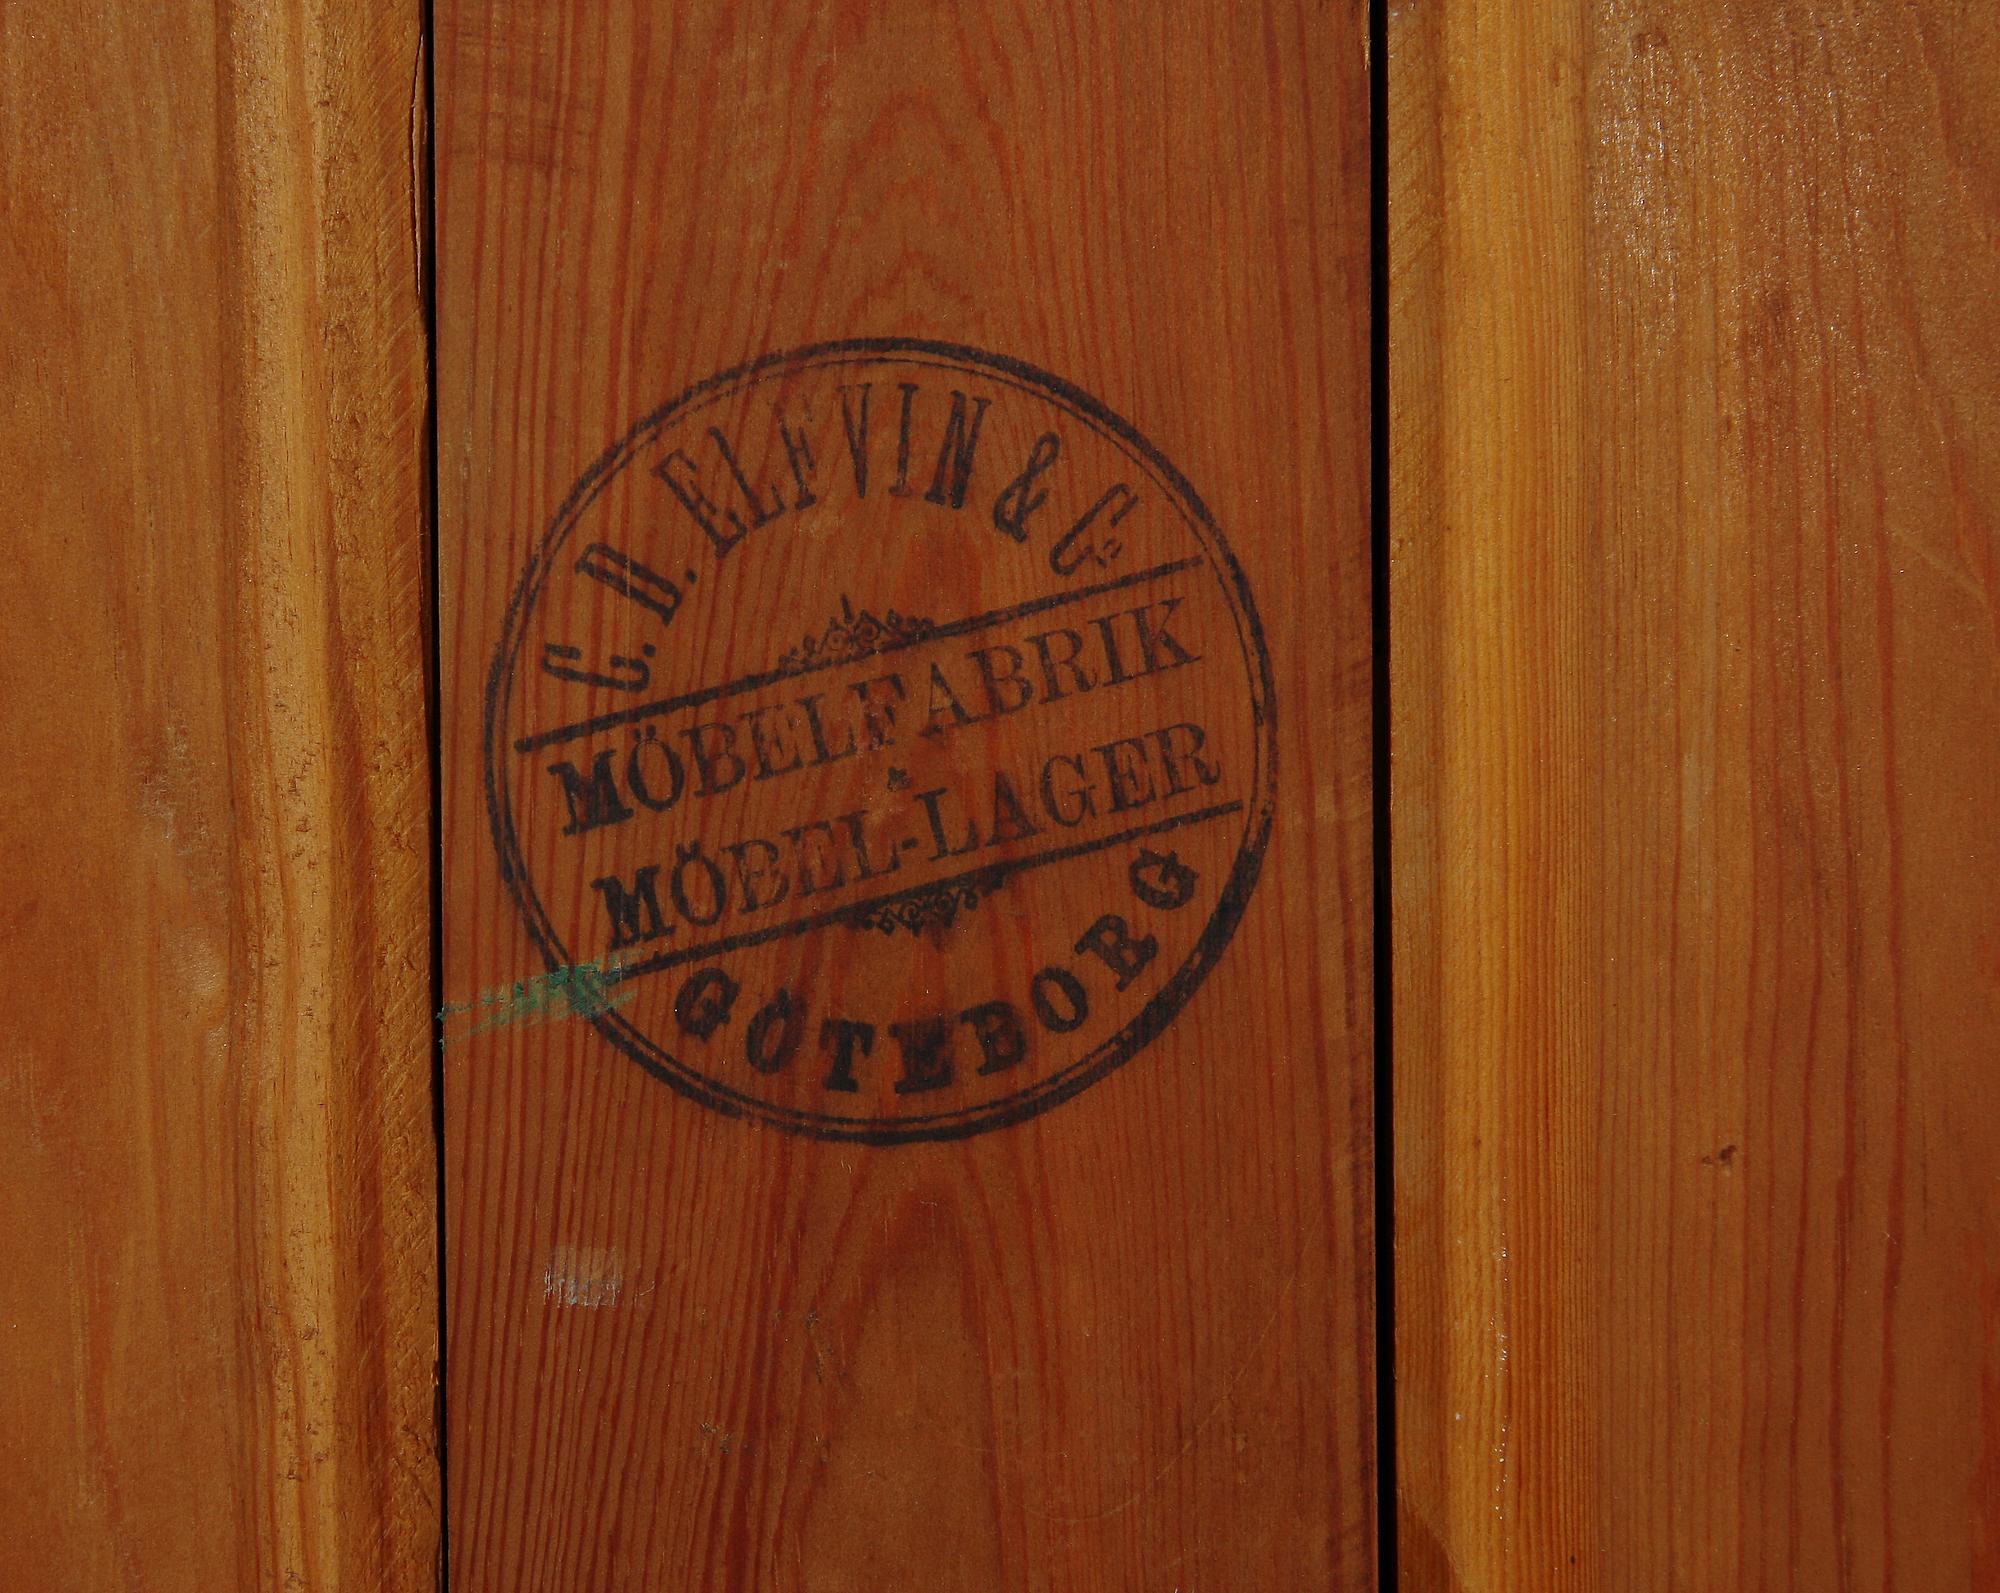 C. D. ELFVIN & C:
MÖBELFABRIK
&
MÖBEL-LAGER
GÖTEBORG